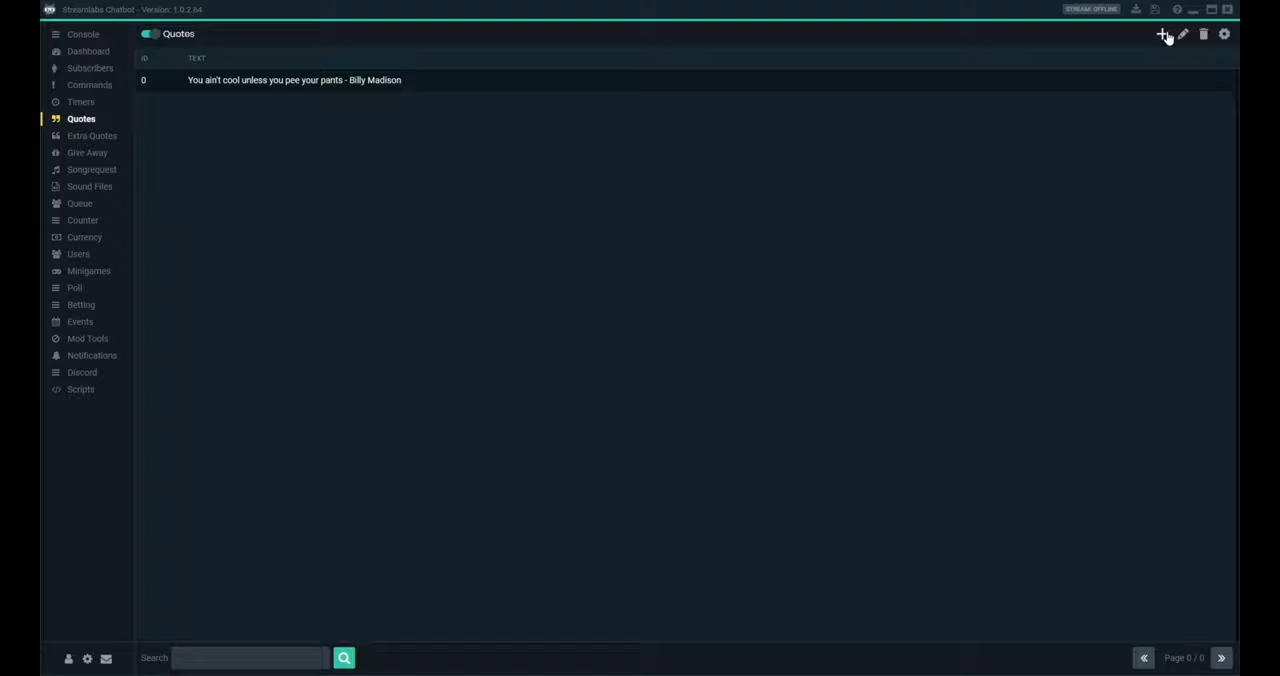 Streamlabs Chatbot - Version: 1.0.2.64
STREAM OFFLINE
Console
Dashboard
Subscribers
Commands
Timers
Quotes
Extra Quotes
Give Away
Songrequest
Sound Files
Queue
Counter
Currency
Users
Minigames
Poll
Betting
Events
Mod Tools
Notifications
Discord
Scripts
Quotes
ID TEXT
0 You ain't cool unless you pee your pants - Billy Madison
Search
Page 0 / 0